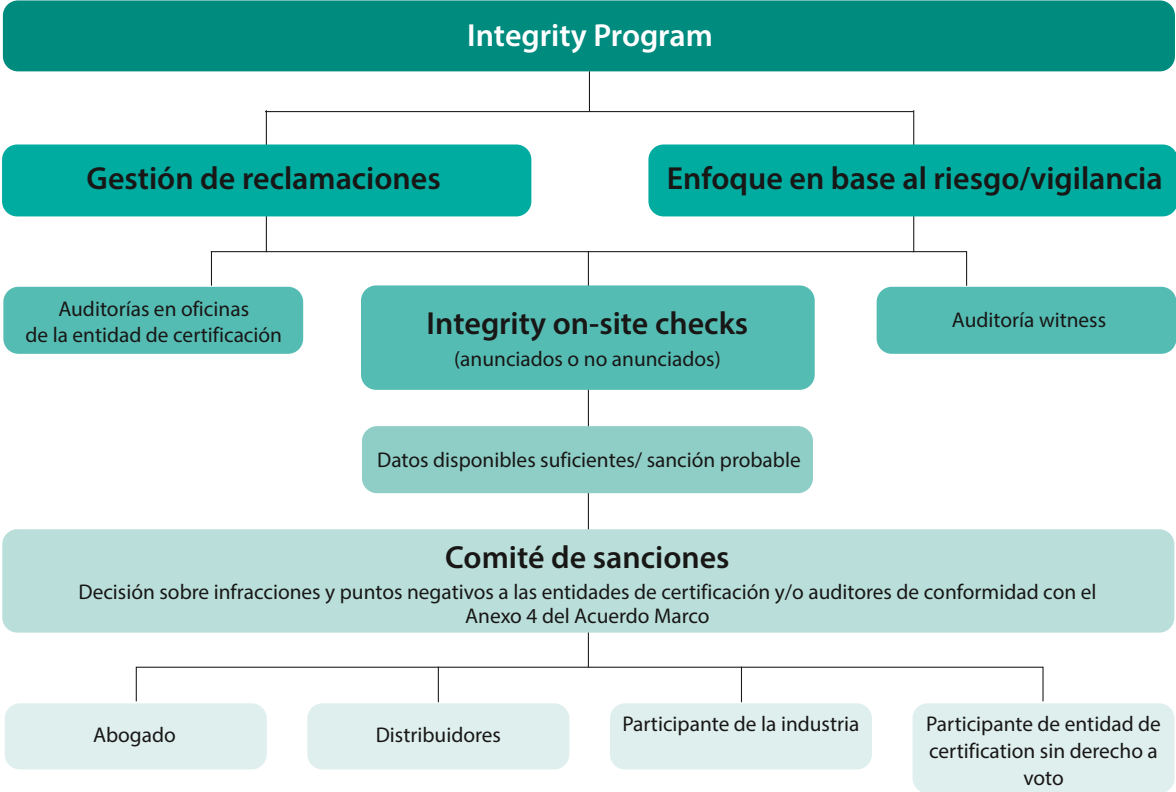 Integrity Program
Gestión de reclamaciones
Enfoque en base al riesgo/vigilancia
Auditorías en oficinas
de la entidad de certificación
Integrity on-site checks
(anunciados o no anunciados)
Auditoría witness
Datos disponibles suficientes/ sanción probable
Comité de sanciones
Decisión sobre infracciones y puntos negativos a las entidades de certificación y/o auditores de conformidad con el
Anexo 4 del Acuerdo Marco
Abogado
Distribuidores
Participante de la industria
Participante de entidad de
certification sin derecho a
voto